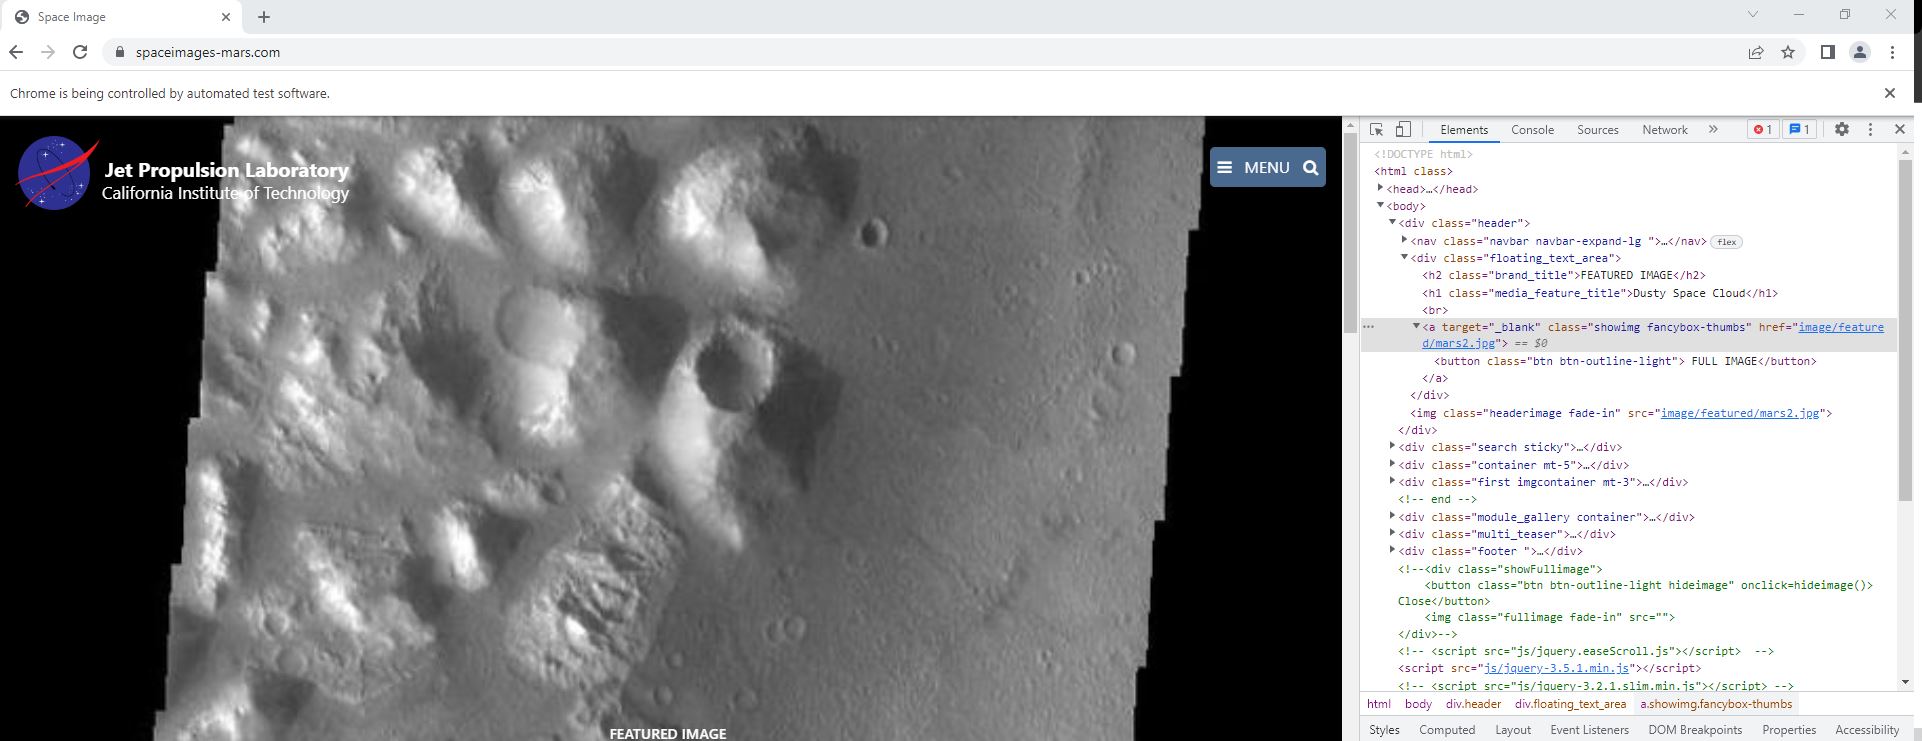 Space Image
spaceimages-mars.com
Chrome is being controlled by automated test software.
Jet Propulsion Laboratory
California Institute of Technology
MENU
FEATURED IMAGE
Elements Console Sources Network » 1 1
<!DOCTYPE html>
<html class>
<head>…</head>
<body>
<div class="header">
<nav class="navbar navbar-expand-lg ">…</nav> flex
<div class="floating_text_area">
<h2 class="brand_title">FEATURED IMAGE</h2>
<h1 class="media_feature_title">Dusty Space Cloud</h1>
<br>
<a target="_blank" class="showimg fancybox-thumbs" href="image/feature
d/mars2.jpg"> == $0
<button class="btn btn-outline-light"> FULL IMAGE</button>
</a>
</div>
<img class="headerimage fade-in" src="image/featured/mars2.jpg">
</div>
<div class="search sticky">…</div>
<div class="container mt-5">…</div>
<div class="first imgcontainer mt-3">…</div>
<!-- end -->
<div class="module_gallery container">…</div>
<div class="multi_teaser">…</div>
<div class="footer ">…</div>
<!--<div class="showFullimage">
<button class="btn btn-outline-light hideimage" onclick=hideimage()>
Close</button>
<img class="fullimage fade-in" src="">
</div>-->
<!-- <script src="js/jquery.easeScroll.js"></script>  -->
<script src="js/jquery-3.5.1.min.js"></script>
<!-- <script src="js/jquery-3.2.1.slim.min.js"></script> -->
html body div.header div.floating_text_area a.showimg.fancybox-thumbs
Styles Computed Layout Event Listeners DOM Breakpoints Properties Accessibility